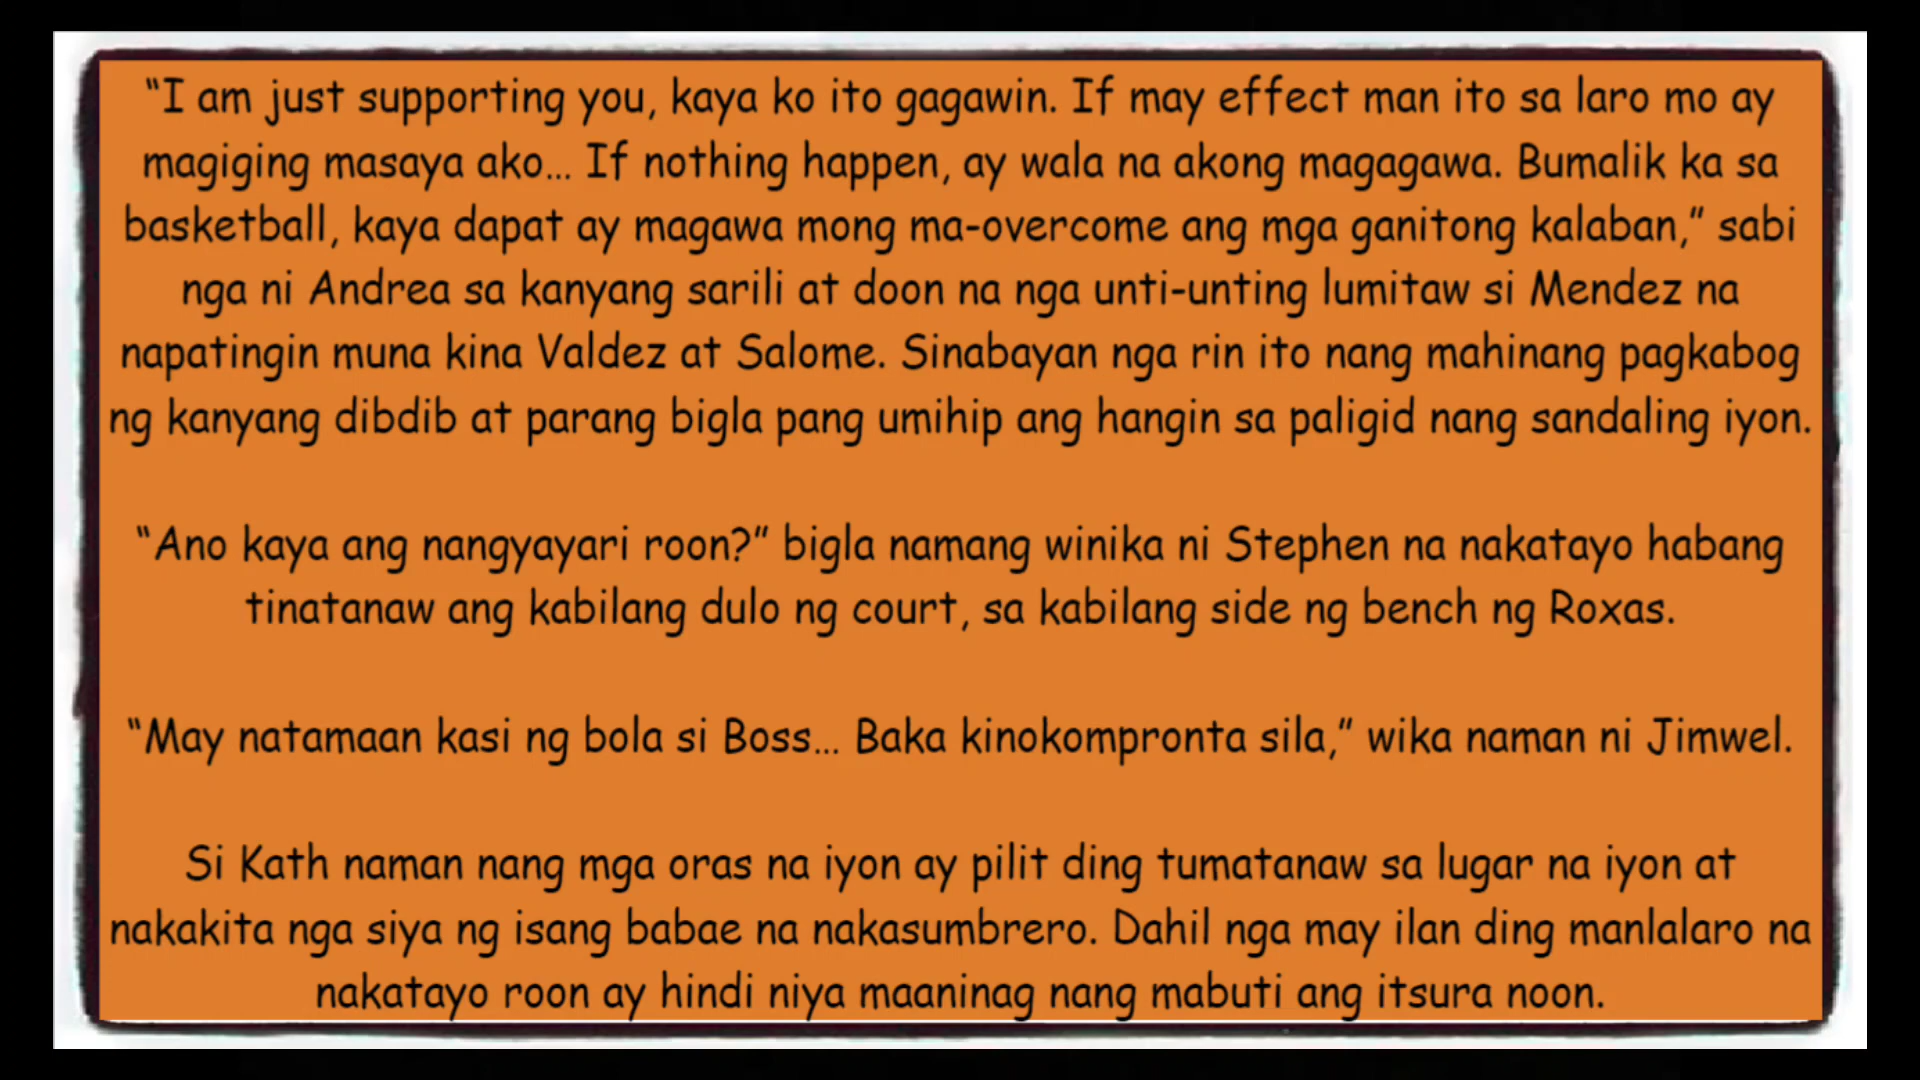 “I am just supporting you, kaya ko ito gagawin. If may effect man ito sa laro mo ay
magiging masaya ako... If nothing happen, ay wala na akong magagawa. Bumalik ka sa
basketball, kaya dapat ay magawa mong ma-overcome ang mga ganitong kalaban,” sabi
nga ni Andrea sa kanyang sarili at doon na nga unti-unting lumitaw si Mendez na
napatingin muna kina Valdez at Salome. Sinabayan nga rin ito nang mahinang pagkabog
ng kanyang dibdib at parang bigla pang umihip ang hangin sa paligid nang sandaling iyon.
“Ano kaya ang nangyayari roon?” bigla namang winika ni Stephen na nakatayo habang
tinatanaw ang kabilang dulo ng court, sa kabilang side ng bench ng Roxas.
“May natamaan kasi ng bola si Boss... Baka kinokompronta sila,” wika naman ni Jimwel.
Si Kath naman nang mga oras na iyon ay pilit ding tumatanaw sa lugar na iyon at
nakakita nga siya ng isang babae na nakasumbrero. Dahil nga may ilan ding manlalaro na
nakatayo roon ay hindi niya maaninag nang mabuti ang itsura noon.